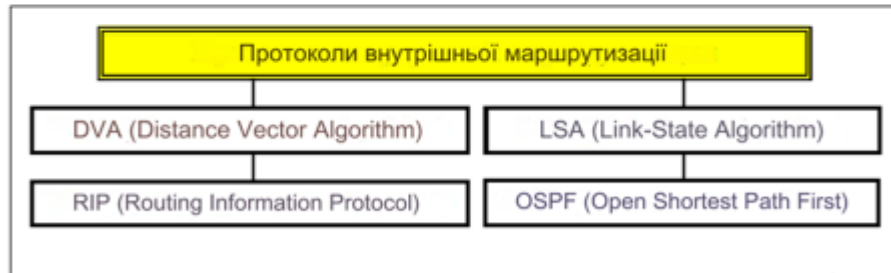 Протоколи внутрішньої маршрутизації
DVA (Distance Vector Algorithm)
LSA (Link-State Algorithm)
RIP (Routing Information Protocol)
OSPF (Open Shortest Path First)